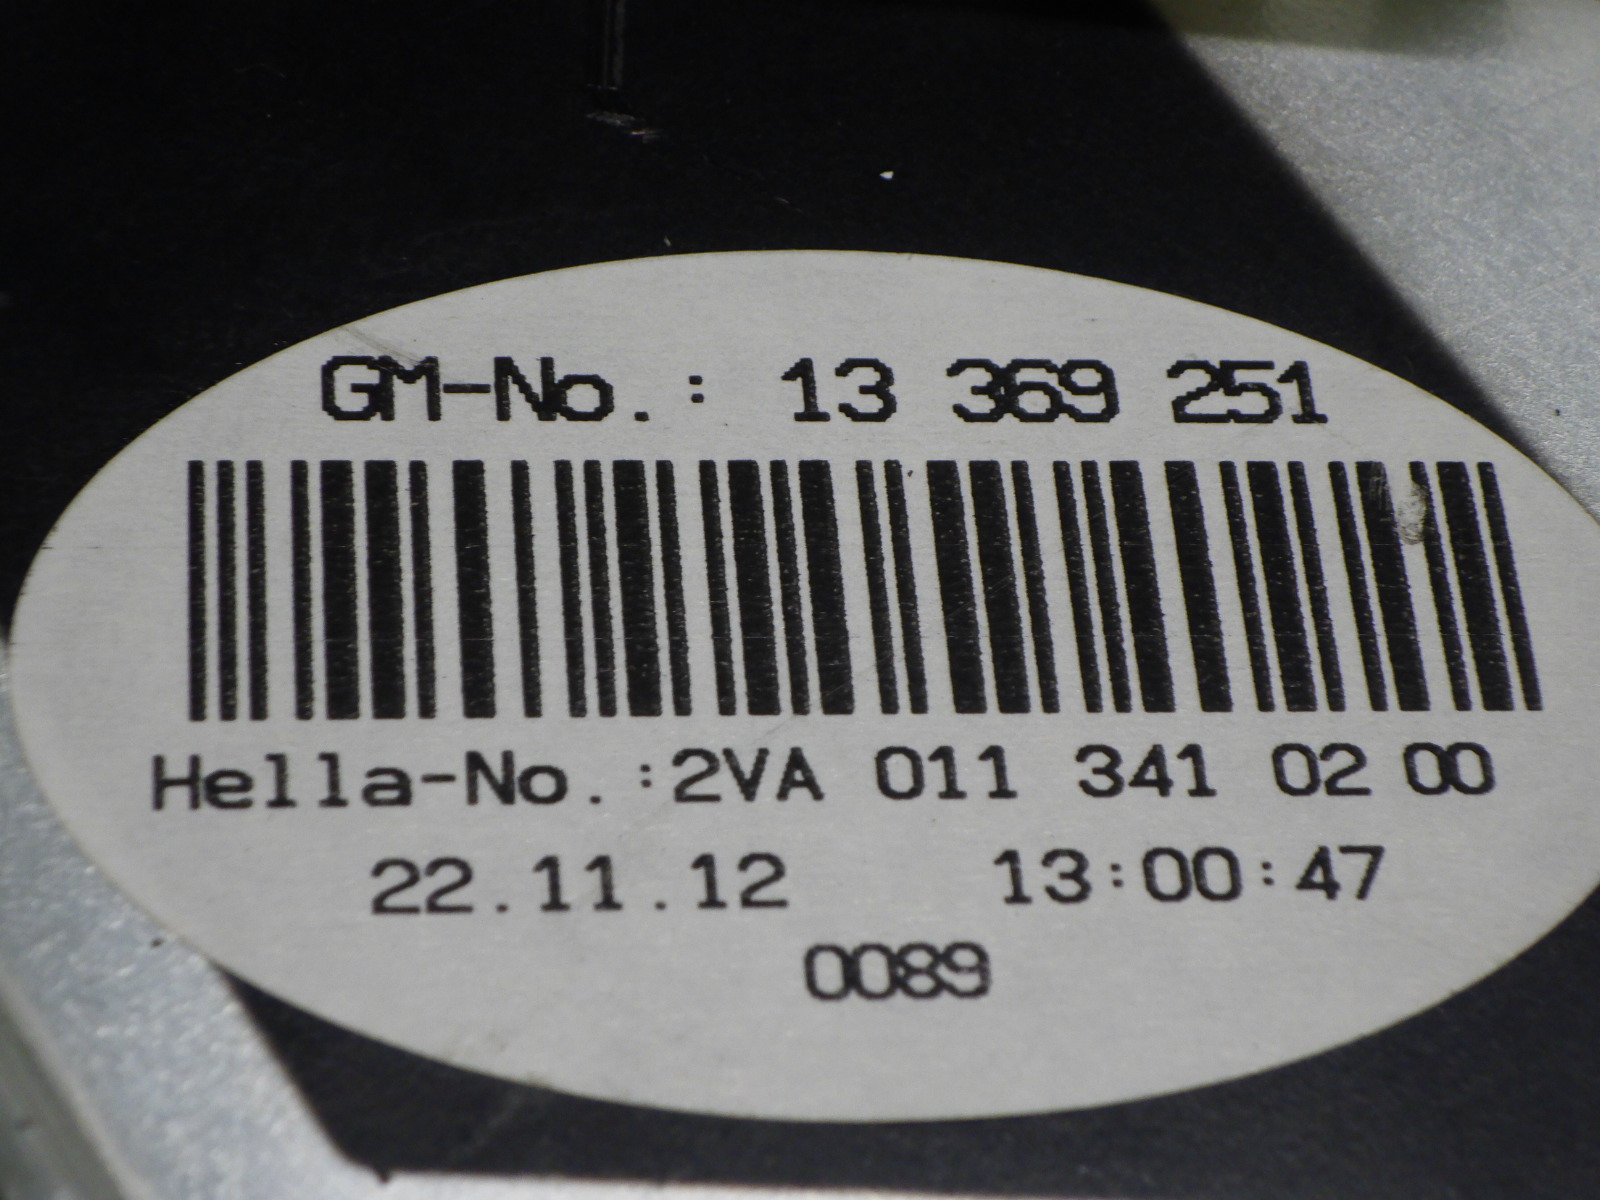 GM-No.: 13 369 251
Hella-No.:2VA 011 341 02 00
22.11.12 13:00:47
0089